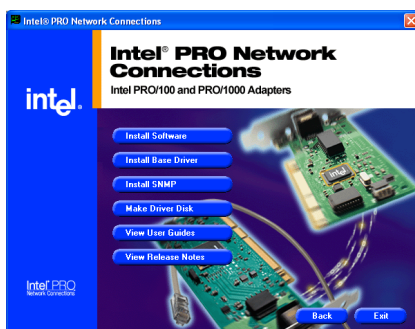 Intel® PRO Network Connections
Intel® PRO Network
Connections
Intel PRO/100 and PRO/1000 Adapters
intel.
Install Software
Install Base Driver
Install SNMP
Make Driver Disk
View User Guides
View Release Notes
intel
Intel® PRO
Network Connections
Back
Exit